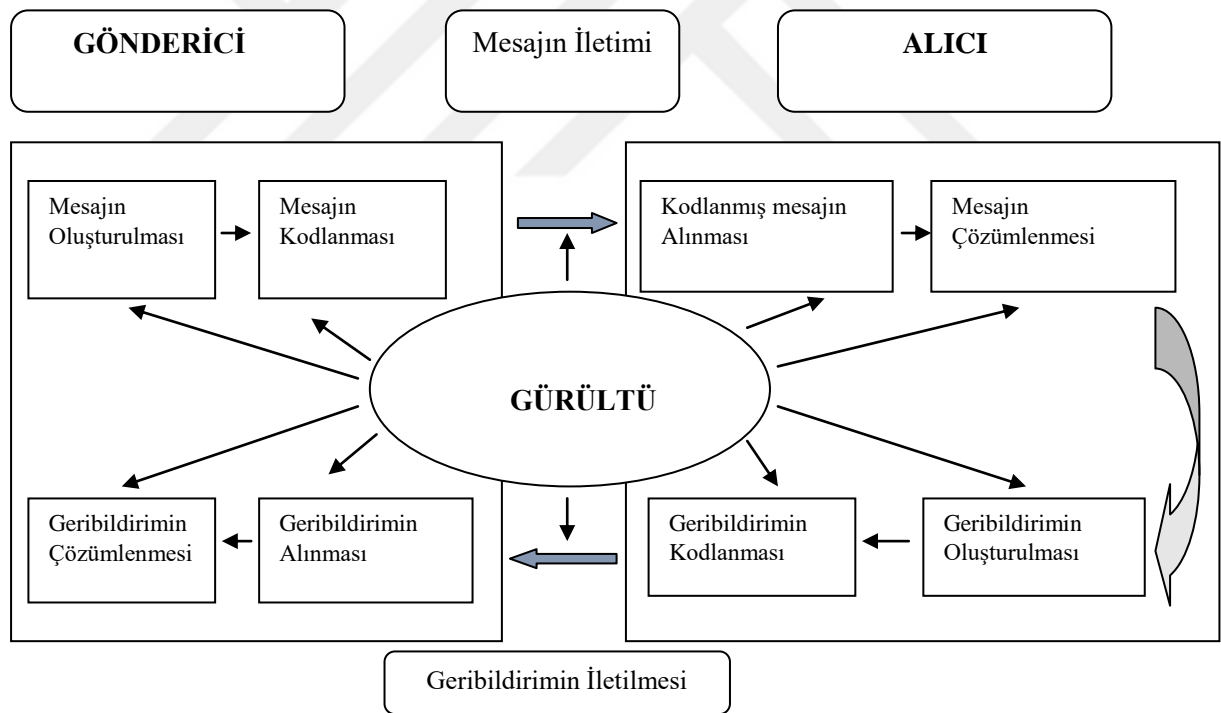 GÖNDERİCİ
Mesajın İletimi
ALICI
Mesajın
Oluşturulması
Mesajın
Kodlanması
Kodlanmış mesajın
Alınması
Mesajın
Çözümlenmesi
GÜRÜLTÜ
Geribildirimin
Çözümlenmesi
Geribildirimin
Alınması
Geribildirimin
Kodlanması
Geribildirimin
Oluşturulması
Geribildirimin İletilmesi